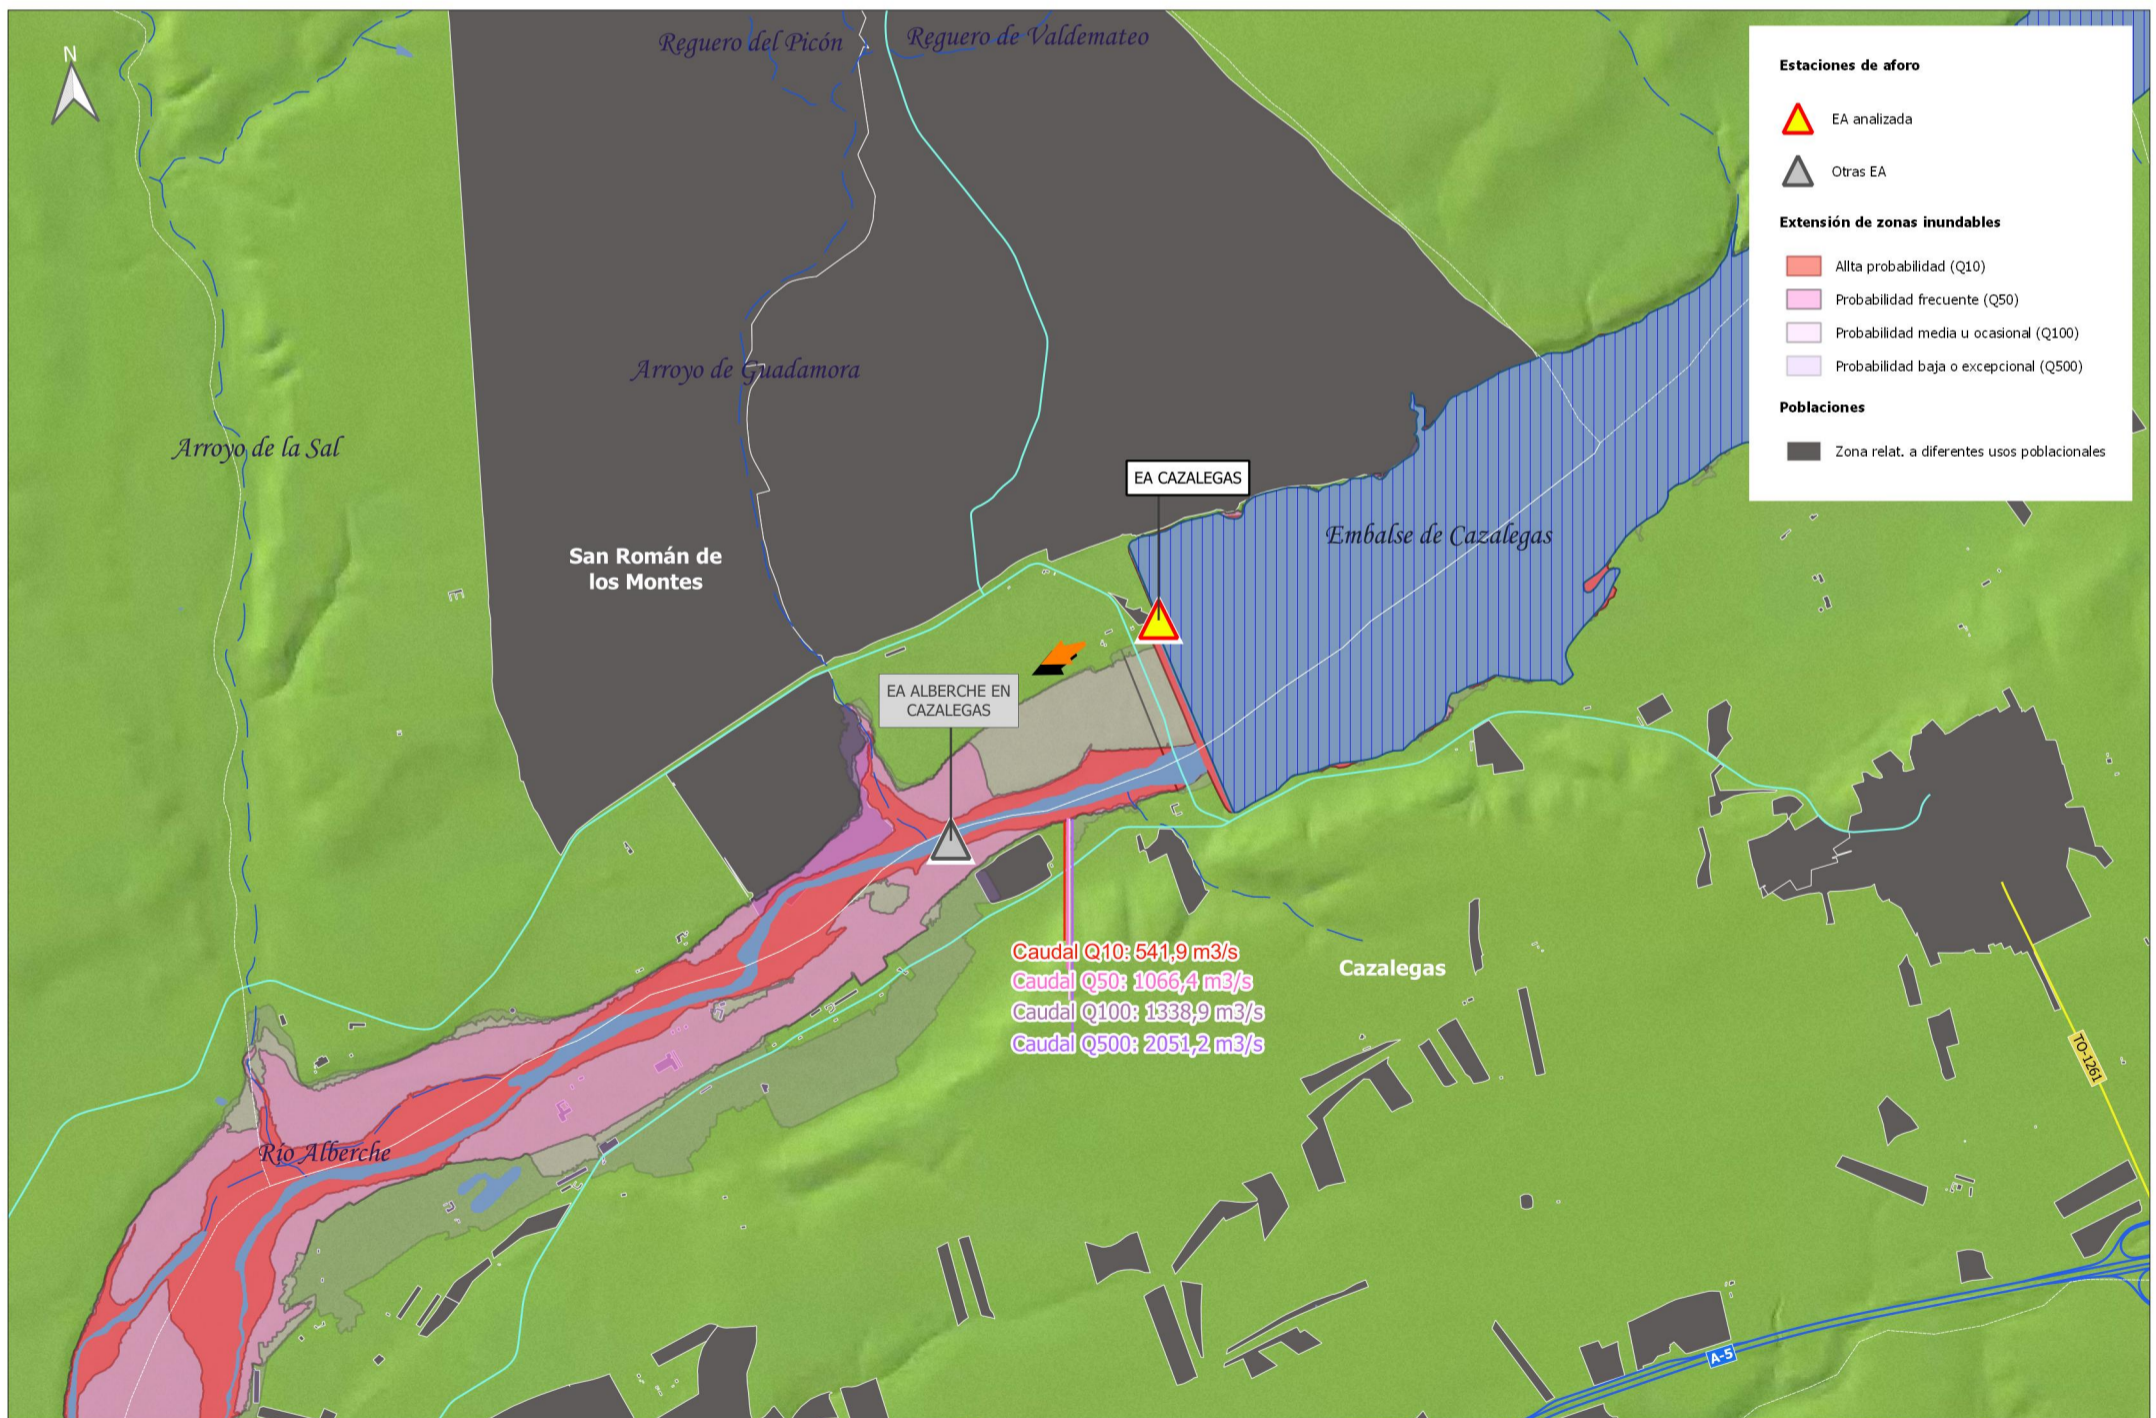 N
Reguero del Picón
Reguero de Valdemateo
Arroyo de Guadamora
Arroyo de la Sal
San Román de
los Montes
EA CAZALEGAS
Embalse de Cazalegas
EA ALBERCHE EN
CAZALEGAS
Caudal Q10: 541,9 m3/s
Caudal Q50: 1066,4 m3/s
Caudal Q100: 1338,9 m3/s
Caudal Q500: 2051,2 m3/s
Cazalegas
Río Alberche
TO-1261
A-5
Estaciones de aforo
EA analizada
Otras EA
Extensión de zonas inundables
Allta probabilidad (Q10)
Probabilidad frecuente (Q50)
Probabilidad media u ocasional (Q100)
Probabilidad baja o excepcional (Q500)
Poblaciones
Zona relat. a diferentes usos poblacionales